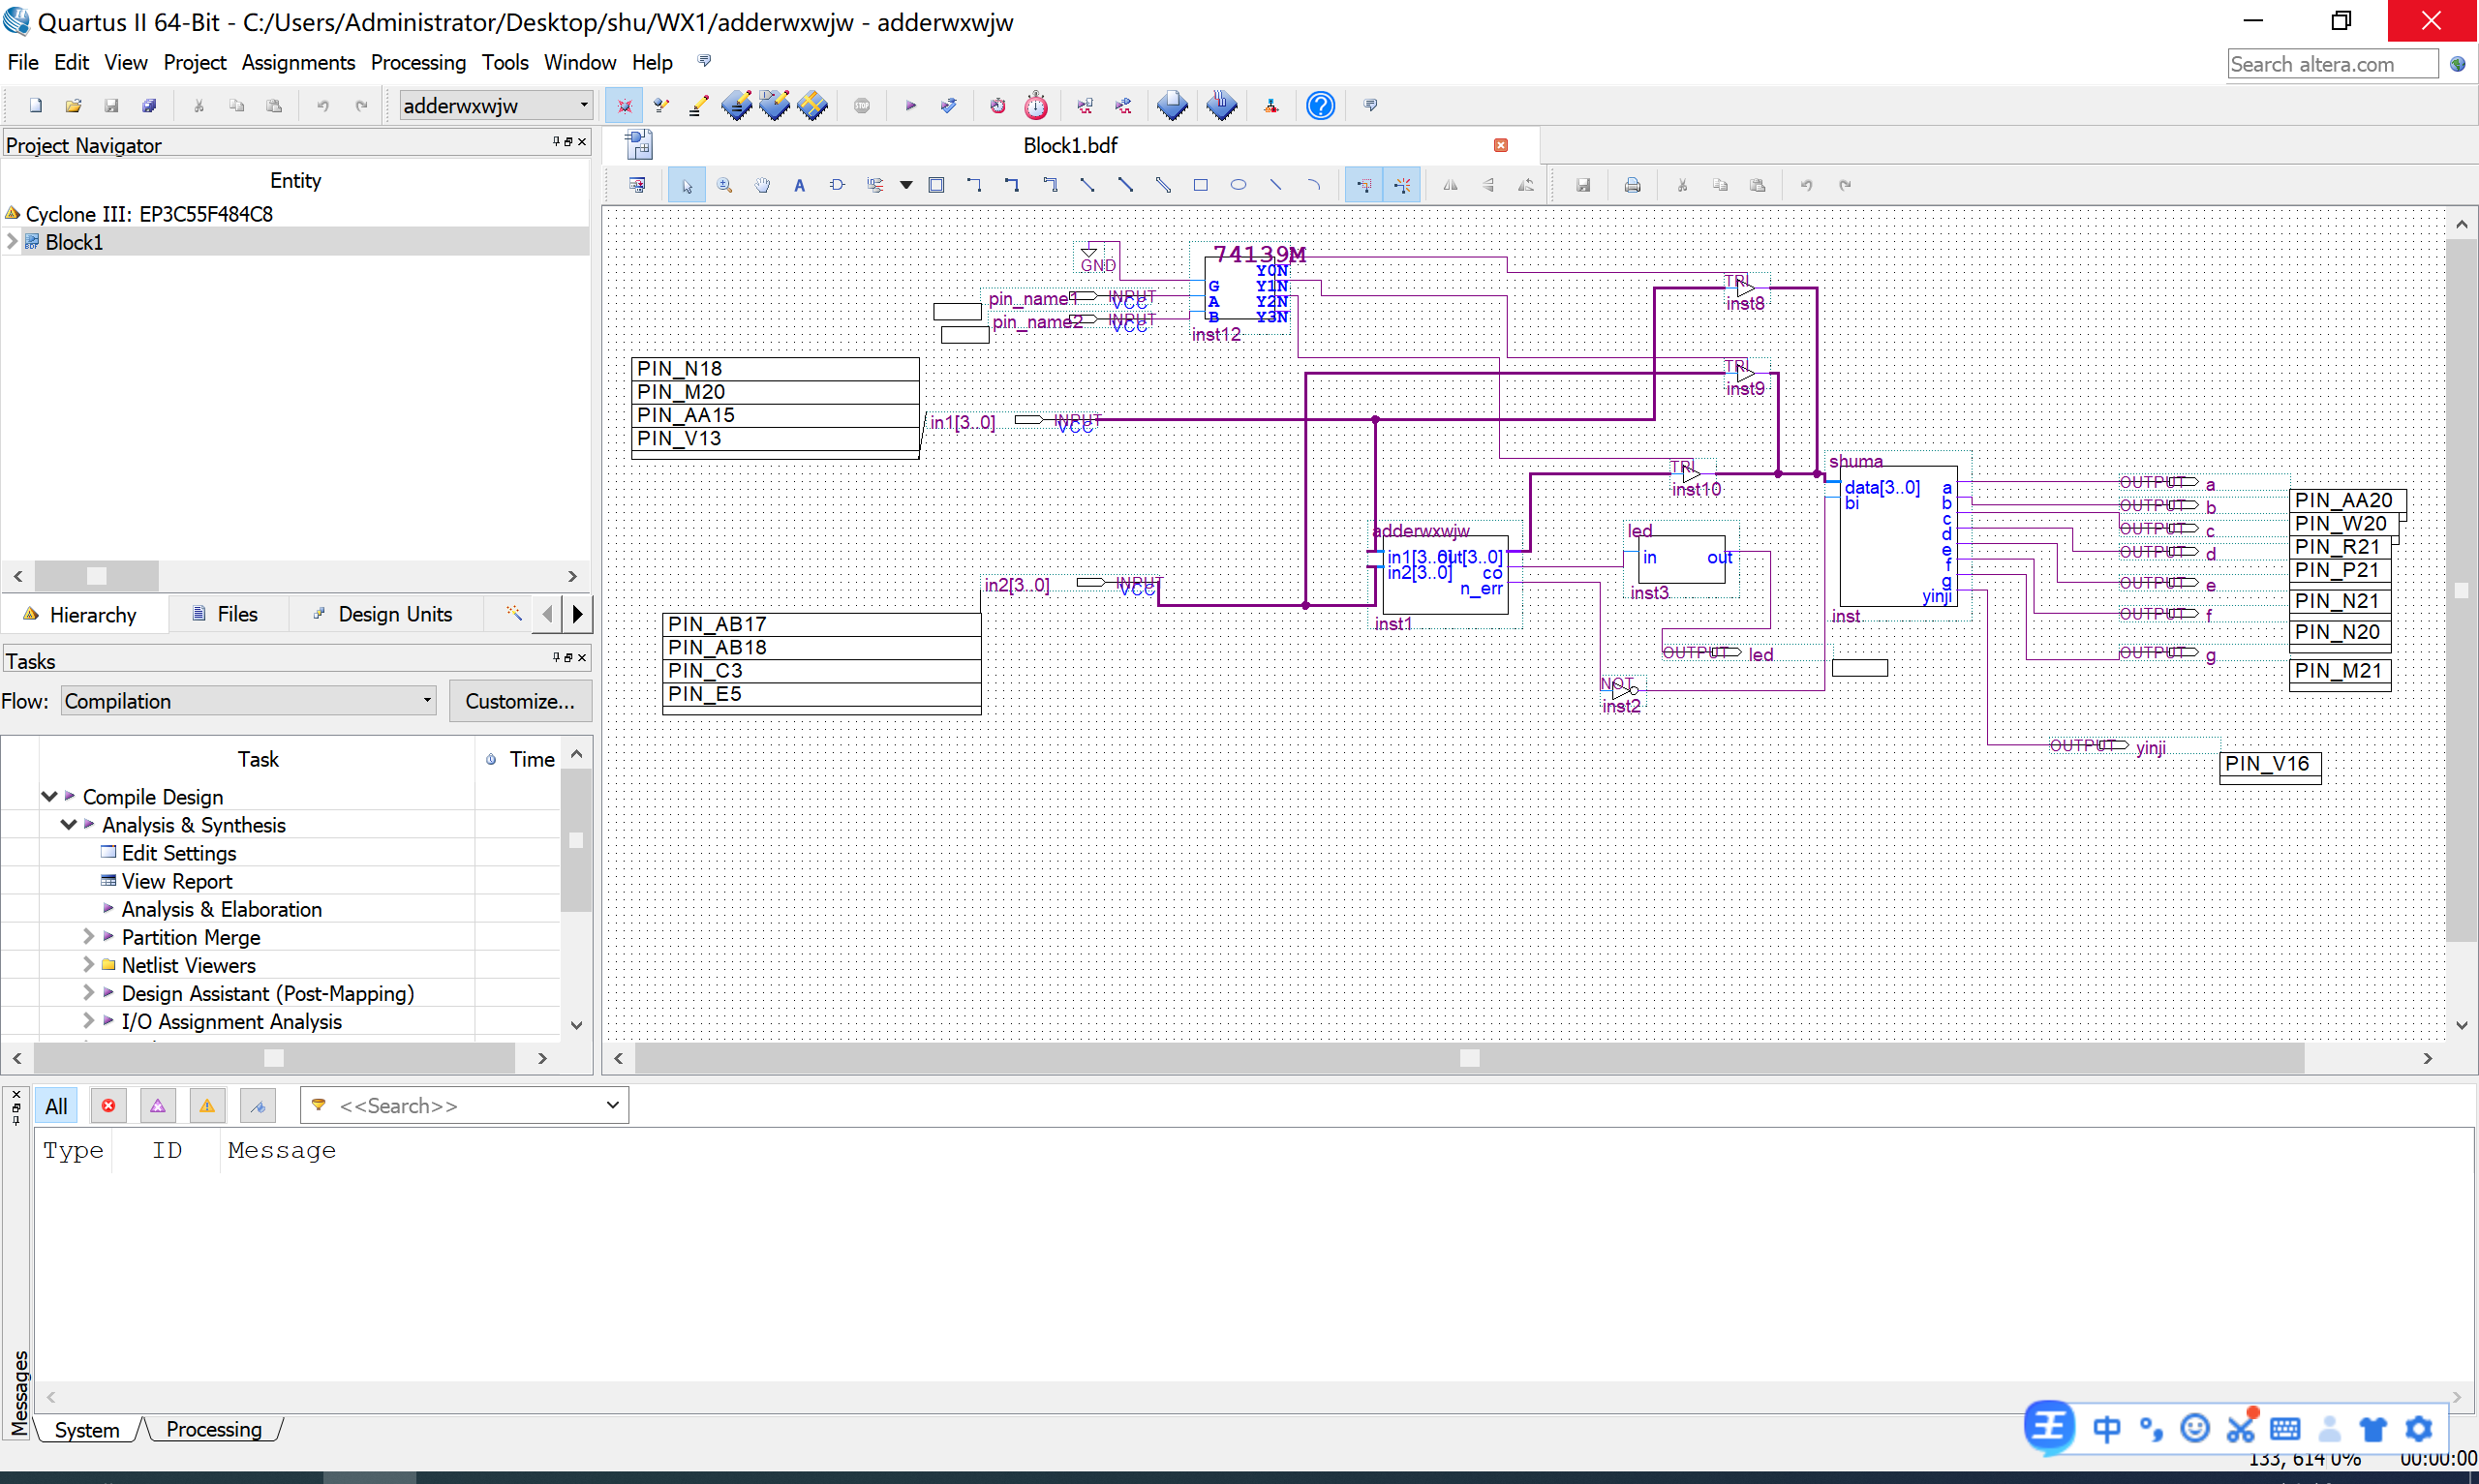 Quartus II 64-Bit - C:/Users/Administrator/Desktop/shu/WX1/adderwxwjw - adderwxwjw
File Edit View Project Assignments Processing Tools Window Help
Search altera.com
adderwxwjw
STOP
Project Navigator
Entity
Cyclone III: EP3C55F484C8
Block1
Hierarchy Files Design Units
Tasks
Flow: Compilation Customize...
Task Time
Compile Design
Analysis & Synthesis
Edit Settings
View Report
Analysis & Elaboration
Partition Merge
Netlist Viewers
Design Assistant (Post-Mapping)
I/O Assignment Analysis
Block1.bdf
74139M
GND
G
A
B
Y0N
Y1N
Y2N
Y3N
inst12
pin_name1 INPUT
VCC
pin_name2 INPUT
VCC
PIN_N18
PIN_M20
PIN_AA15
PIN_V13
in1[3..0] INPUT
VCC
in2[3..0] INPUT
VCC
PIN_AB17
PIN_AB18
PIN_C3
PIN_E5
TRI
inst8
TRI
inst9
TRI
inst10
adderwxwjw
in1[3..0] out[3..0]
in2[3..0] co
n_err
inst1
led
in out
inst3
OUTPUT led
NOT
inst2
shuma
data[3..0] a
bi b
c
d
e
f
g
yinji
inst
OUTPUT a
OUTPUT b
OUTPUT c
OUTPUT d
OUTPUT e
OUTPUT f
OUTPUT g
PIN_AA20
PIN_W20
PIN_R21
PIN_P21
PIN_N21
PIN_N20
PIN_M21
OUTPUT yinji
PIN_V16
All <<Search>>
Type ID Message
Messages
System Processing
王 中
133, 614 0% 00:00:00